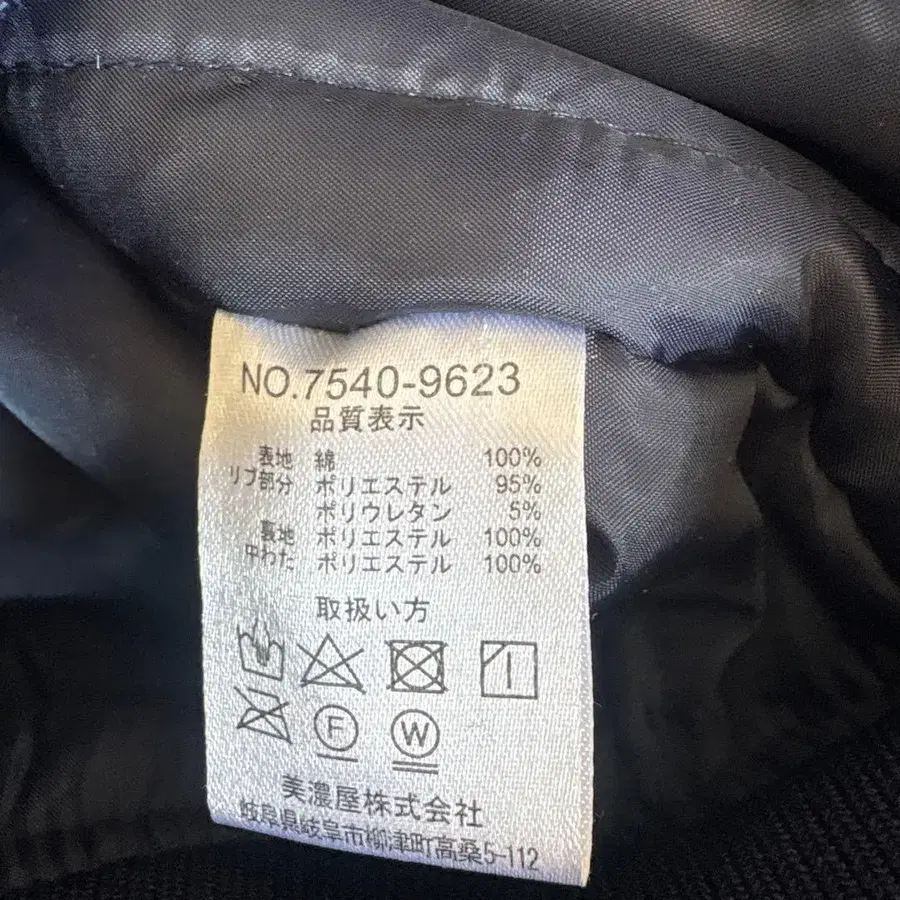 NO.7540-9623
品質表示
表地 綿 100%
リブ部分 ポリエステル 95%
ポリウレタン 5%
裏地 ポリエステル 100%
中わた ポリエステル 100%
取扱い方
F W
美濃屋株式会社
岐阜県岐阜市柳津町高桑5-112